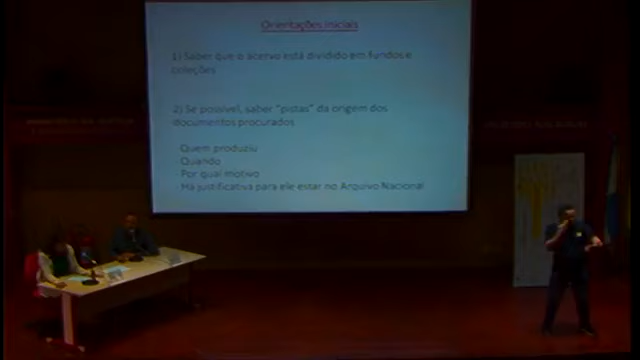 Orientações iniciais
1) Saber que o acervo está dividido em fundos e
coleções
2) Se possível, saber "pistas" da origem dos
documentos procurados
- Quem produziu
- Quando
- Por qual motivo
- Há justificativa para ele estar no Arquivo Nacional